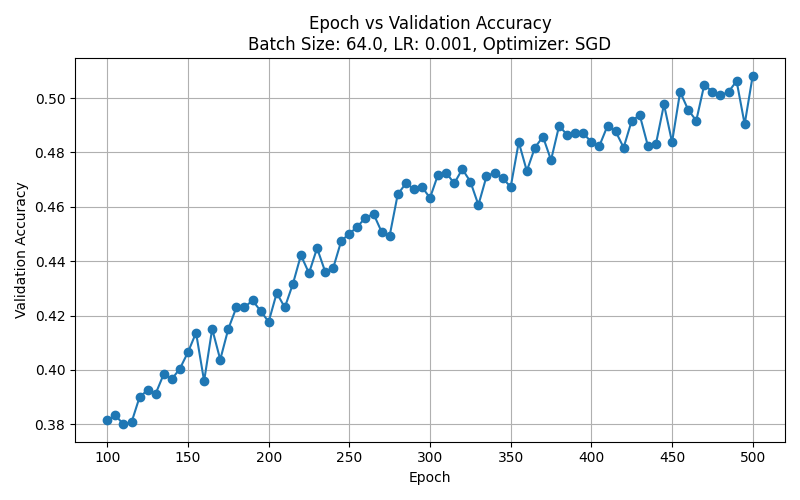 Epoch vs Validation Accuracy
Batch Size: 64.0, LR: 0.001, Optimizer: SGD
Validation Accuracy
0.50
0.48
0.46
0.44
0.42
0.40
0.38
100 150 200 250 300 350 400 450 500
Epoch